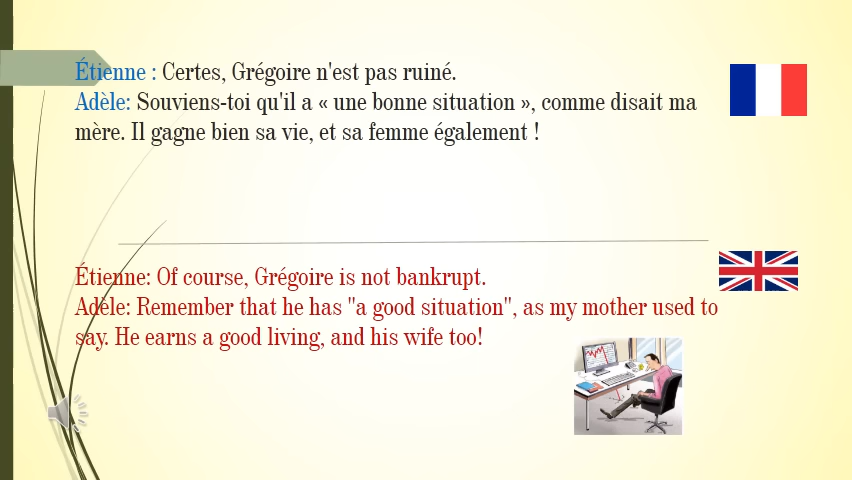 Étienne : Certes, Grégoire n'est pas ruiné.
Adèle: Souviens-toi qu'il a « une bonne situation », comme disait ma
mère. Il gagne bien sa vie, et sa femme également !
Étienne: Of course, Grégoire is not bankrupt.
Adèle: Remember that he has "a good situation", as my mother used to
say. He earns a good living, and his wife too!